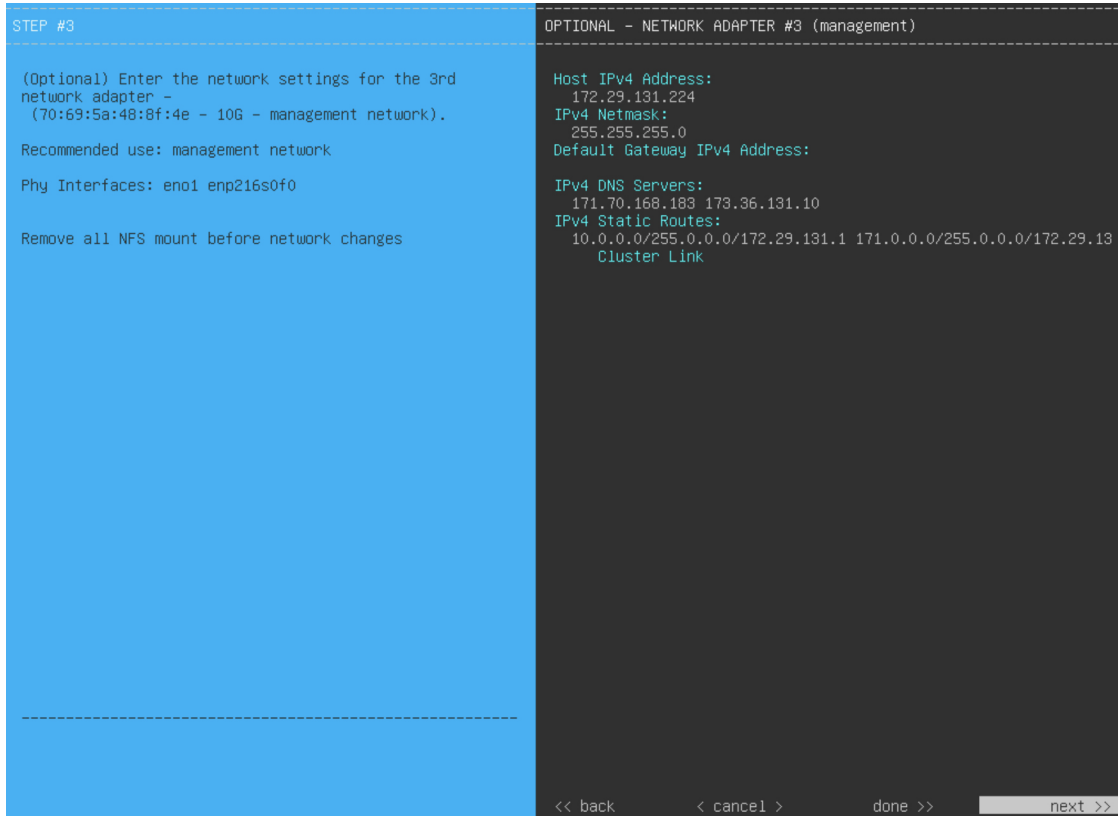 STEP #3
(Optional) Enter the network settings for the 3rd
network adapter -
(70:69:5a:48:8f:4e - 10G - management network).
Recommended use: management network
Phy Interfaces: eno1 enp216s0f0
Remove all NFS mount before network changes
OPTIONAL - NETWORK ADAPTER #3 (management)
Host IPv4 Address:
172.29.131.224
IPv4 Netmask:
255.255.255.0
Default Gateway IPv4 Address:
IPv4 DNS Servers:
171.70.168.183 173.36.131.10
IPv4 Static Routes:
10.0.0.0/255.0.0.0/172.29.131.1 171.0.0.0/255.0.0.0/172.29.13
Cluster Link
<< back < cancel > done >> next >>